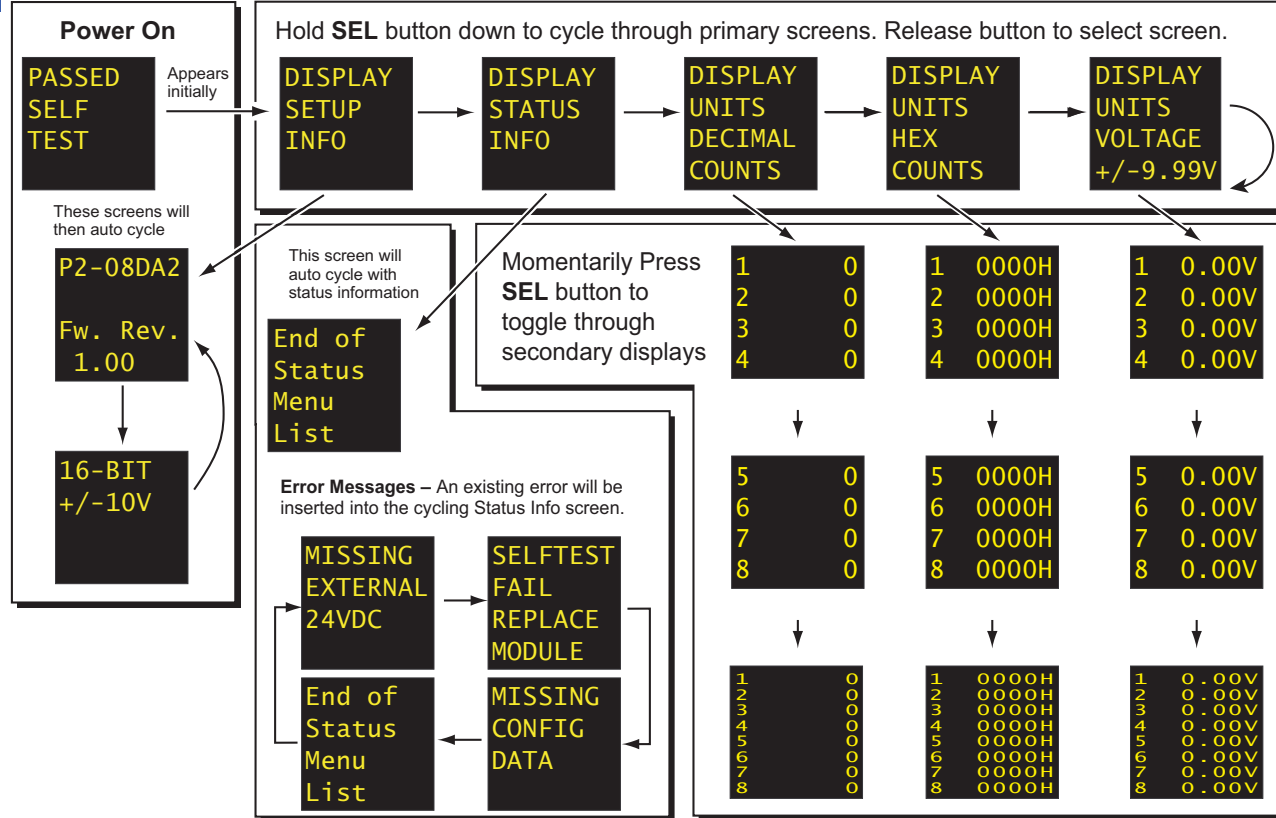 Power On
PASSED
SELF
TEST
Appears
initially
These screens will
then auto cycle
P2-08DA2
Fw. Rev.
1.00
16-BIT
+/-10V
Hold SEL button down to cycle through primary screens. Release button to select screen.
DISPLAY
SETUP
INFO
DISPLAY
STATUS
INFO
DISPLAY
UNITS
DECIMAL
COUNTS
DISPLAY
UNITS
HEX
COUNTS
DISPLAY
UNITS
VOLTAGE
+/-9.99V
This screen will
auto cycle with
status information
End of
Status
Menu
List
Error Messages – An existing error will be
inserted into the cycling Status Info screen.
MISSING
EXTERNAL
24VDC
SELFTEST
FAIL
REPLACE
MODULE
End of
Status
Menu
List
MISSING
CONFIG
DATA
Momentarily Press
SEL button to
toggle through
secondary displays
1 0
2 0
3 0
4 0
1 0000H
2 0000H
3 0000H
4 0000H
1 0.00V
2 0.00V
3 0.00V
4 0.00V
5 0
6 0
7 0
8 0
5 0000H
6 0000H
7 0000H
8 0000H
5 0.00V
6 0.00V
7 0.00V
8 0.00V
1 0
2 0
3 0
4 0
5 0
6 0
7 0
8 0
1 0000H
2 0000H
3 0000H
4 0000H
5 0000H
6 0000H
7 0000H
8 0000H
1 0.00V
2 0.00V
3 0.00V
4 0.00V
5 0.00V
6 0.00V
7 0.00V
8 0.00V